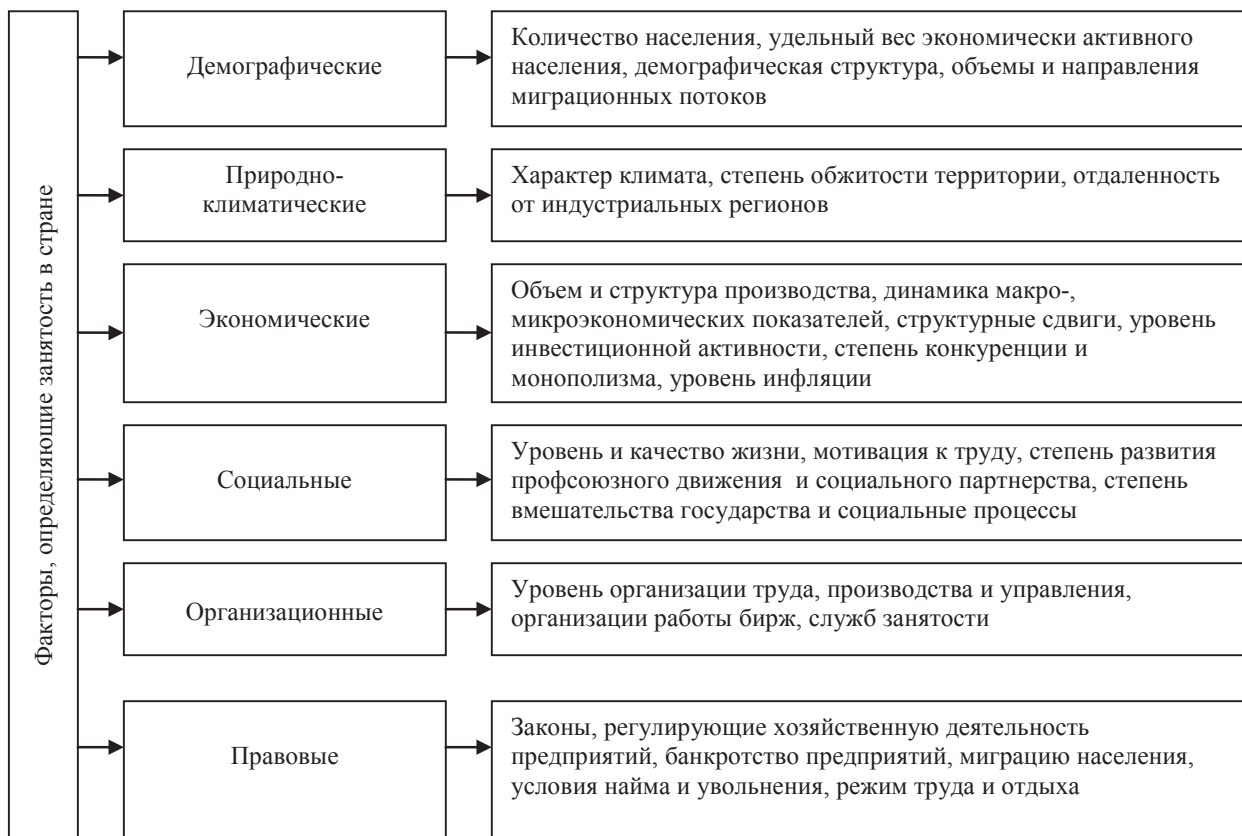 Факторы, определяющие занятость в стране
Демографические
Количество населения, удельный вес экономически активного
населения, демографическая структура, объемы и направления
миграционных потоков
Природно-
климатические
Характер климата, степень обжитости территории, отдаленность
от индустриальных регионов
Экономические
Объем и структура производства, динамика макро-,
микроэкономических показателей, структурные сдвиги, уровень
инвестиционной активности, степень конкуренции и
монополизма, уровень инфляции
Социальные
Уровень и качество жизни, мотивация к труду, степень развития
профсоюзного движения  и социального партнерства, степень
вмешательства государства и социальные процессы
Организационные
Уровень организации труда, производства и управления,
организации работы бирж, служб занятости
Правовые
Законы, регулирующие хозяйственную деятельность
предприятий, банкротство предприятий, миграцию населения,
условия найма и увольнения, режим труда и отдыха